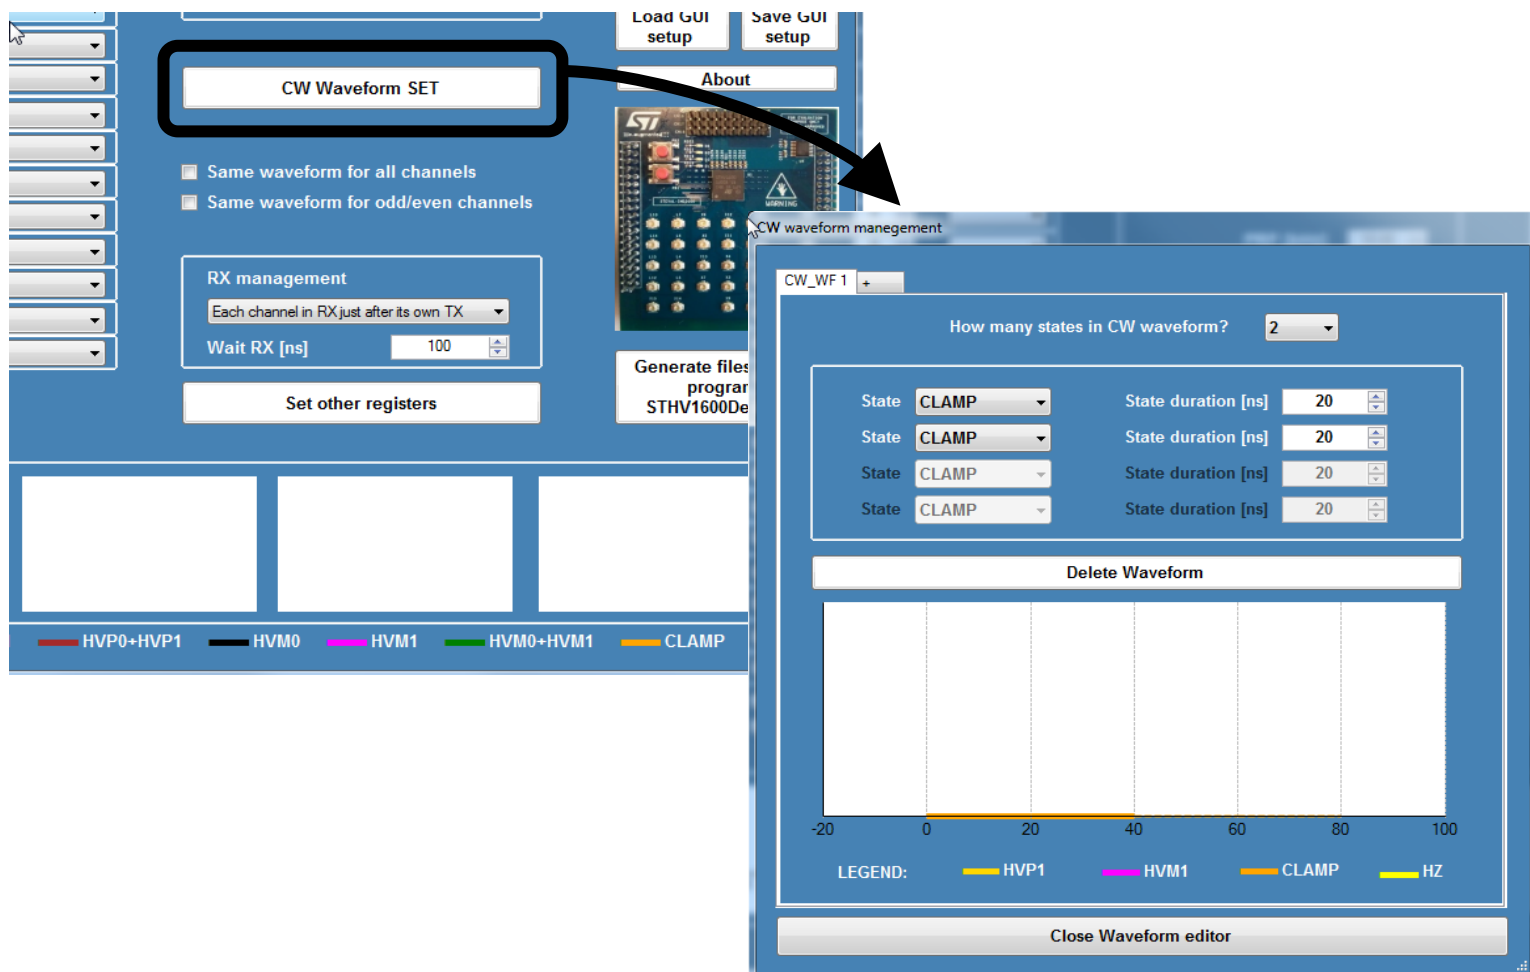 Load GUI
setup
Save GUI
setup
CW Waveform SET
About
Same waveform for all channels
Same waveform for odd/even channels
WARNING
RX management
Each channel in RX just after its own TX
Wait RX [ns] 100
Set other registers
Generate files
progra
STHV1600De
HVP0+HVP1 HVM0 HVM1 HVM0+HVM1 CLAMP
CW waveform manegement
CW_WF 1 +
How many states in CW waveform? 2
State CLAMP State duration [ns] 20
State CLAMP State duration [ns] 20
State CLAMP State duration [ns] 20
State CLAMP State duration [ns] 20
Delete Waveform
-20 0 20 40 60 80 100
LEGEND: HVP1 HVM1 CLAMP HZ
Close Waveform editor